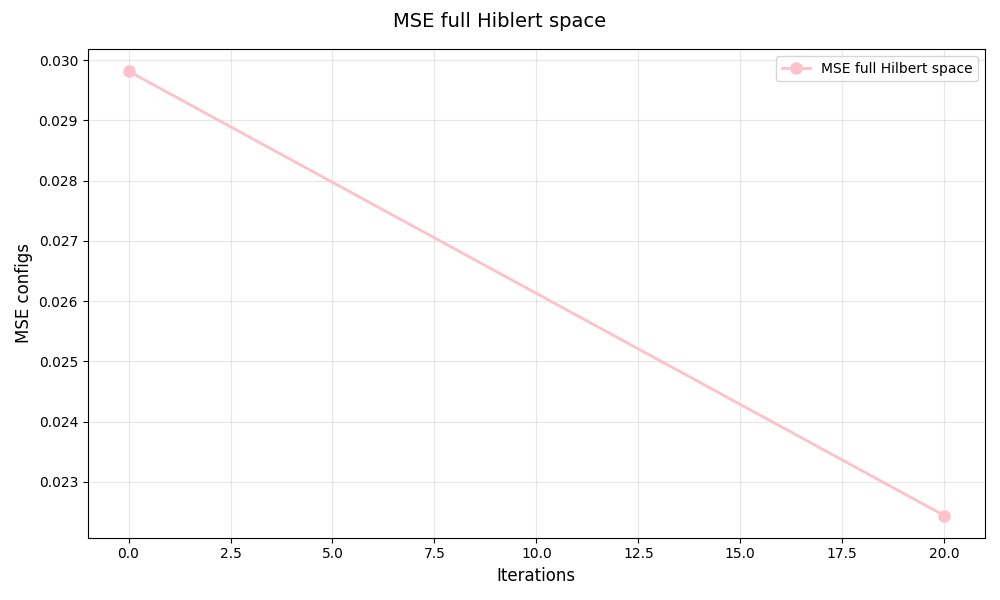 MSE full Hiblert space
MSE full Hilbert space
0.030
0.029
0.028
0.027
0.026
0.025
0.024
0.023
MSE configs
0.0 2.5 5.0 7.5 10.0 12.5 15.0 17.5 20.0
Iterations